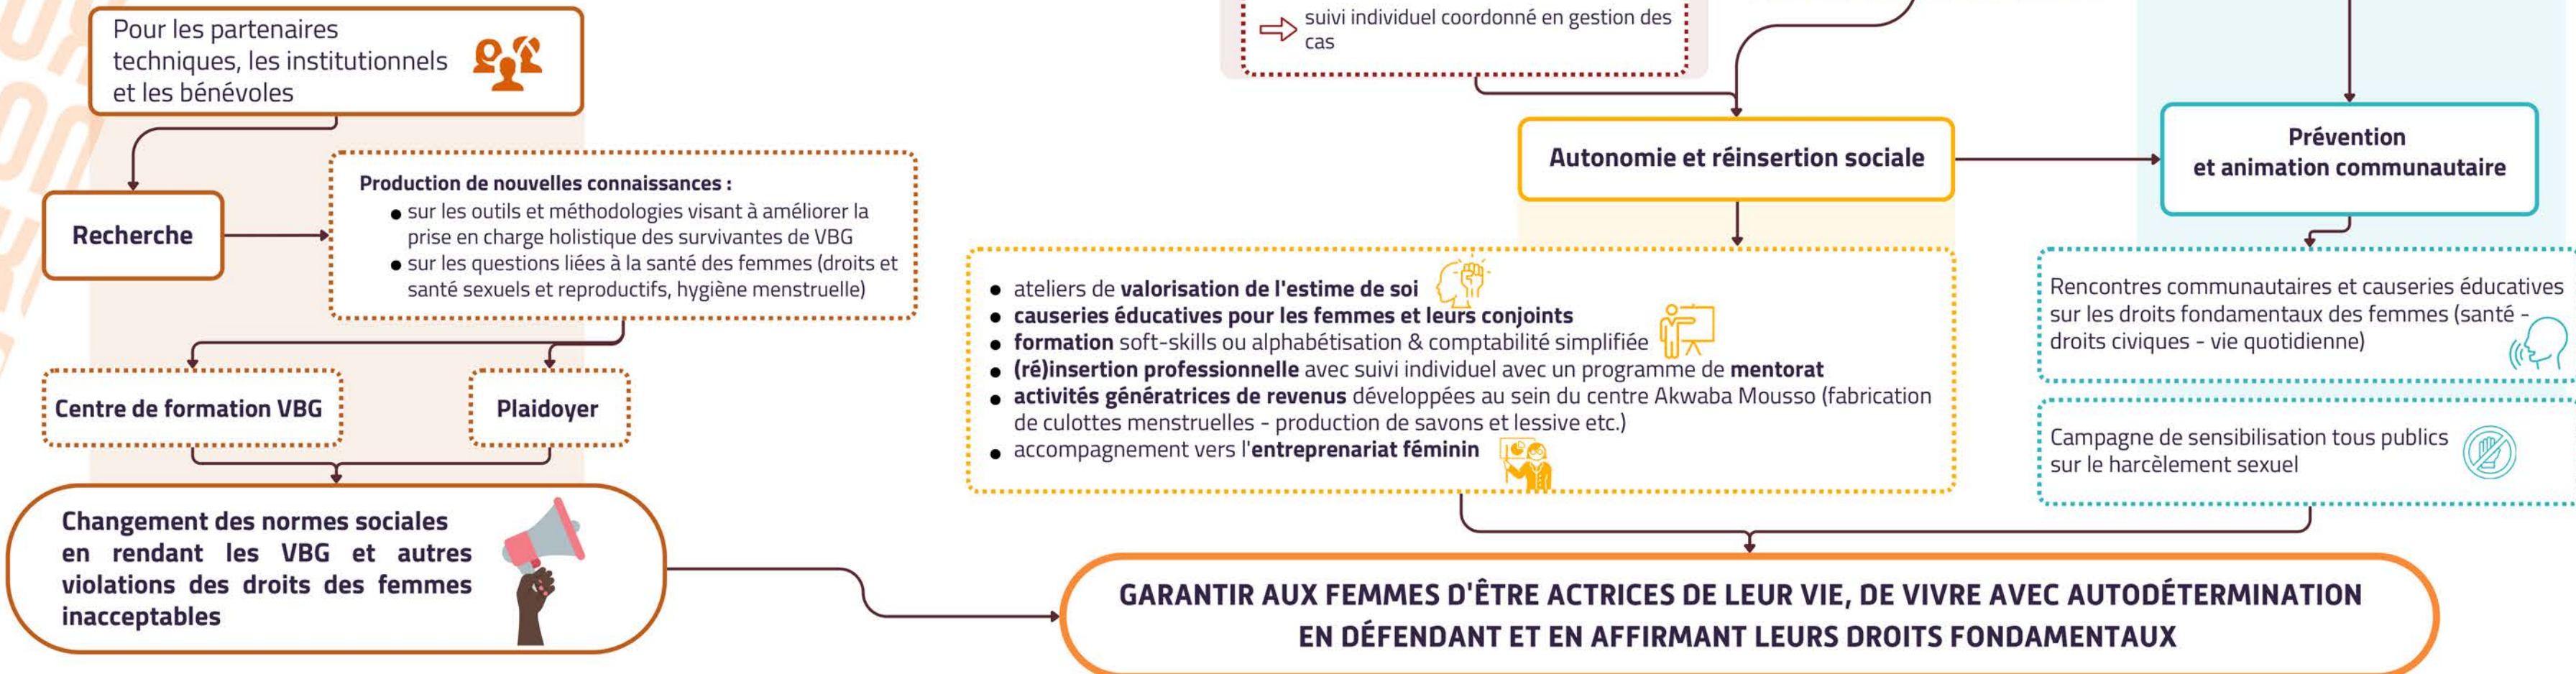 Pour les partenaires
techniques, les institutionnels
et les bénévoles
Recherche
Production de nouvelles connaissances :
● sur les outils et méthodologies visant à améliorer la
prise en charge holistique des survivantes de VBG
● sur les questions liées à la santé des femmes (droits et
santé sexuels et reproductifs, hygiène menstruelle)
Centre de formation VBG
Plaidoyer
Changement des normes sociales
en rendant les VBG et autres
violations des droits des femmes
inacceptables
suivi individuel coordonné en gestion des
cas
Autonomie et réinsertion sociale
● ateliers de valorisation de l'estime de soi
● causeries éducatives pour les femmes et leurs conjoints
● formation soft-skills ou alphabétisation & comptabilité simplifiée
● (ré)insertion professionnelle avec suivi individuel avec un programme de mentorat
● activités génératrices de revenus développées au sein du centre Akwaba Mousso (fabrication
de culottes menstruelles - production de savons et lessive etc.)
● accompagnement vers l'entreprenariat féminin
Prévention
et animation communautaire
Rencontres communautaires et causeries éducatives
sur les droits fondamentaux des femmes (santé -
droits civiques - vie quotidienne)
Campagne de sensibilisation tous publics
sur le harcèlement sexuel
GARANTIR AUX FEMMES D'ÊTRE ACTRICES DE LEUR VIE, DE VIVRE AVEC AUTODÉTERMINATION
EN DÉFENDANT ET EN AFFIRMANT LEURS DROITS FONDAMENTAUX